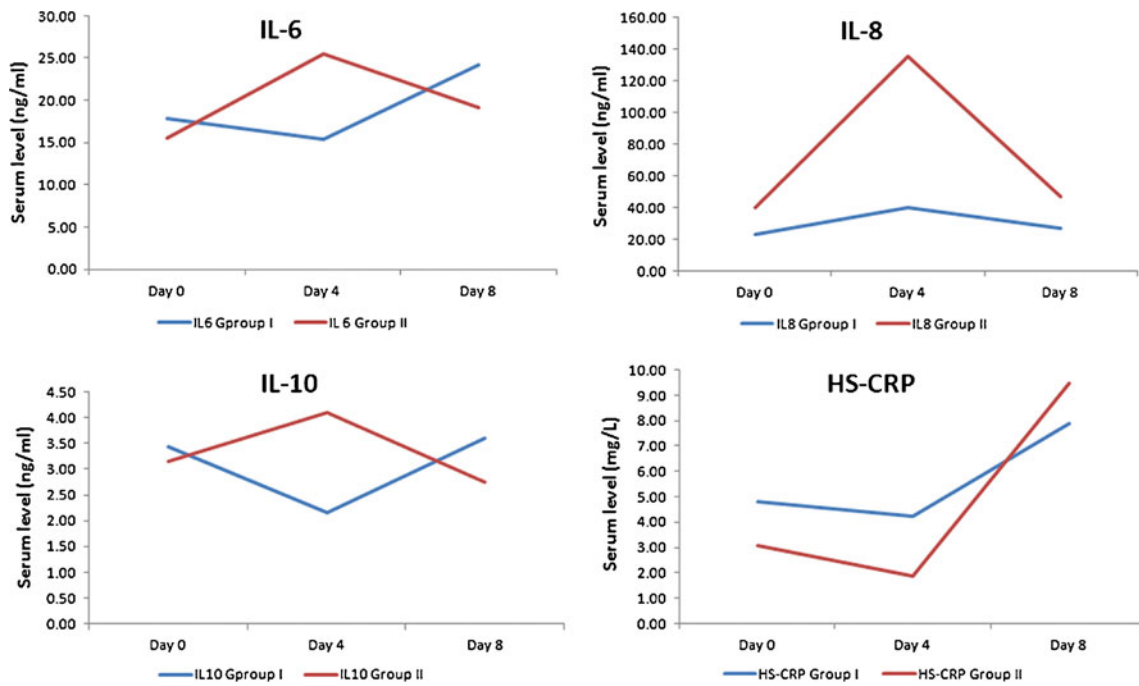 IL-6
Serum level (ng/ml)
30.00
25.00
20.00
15.00
10.00
5.00
0.00
Day 0 Day 4 Day 8
IL6 Gproup I IL 6 Group II
IL-8
Serum level (ng/ml)
160.00
140.00
120.00
100.00
80.00
60.00
40.00
20.00
0.00
Day 0 Day 4 Day 8
IL8 Gproup I IL8 Group II
IL-10
Serum level (ng/ml)
4.50
4.00
3.50
3.00
2.50
2.00
1.50
1.00
0.50
0.00
Day 0 Day 4 Day 8
IL10 Gproup I IL10 Group II
HS-CRP
Serum level (mg/L)
10.00
9.00
8.00
7.00
6.00
5.00
4.00
3.00
2.00
1.00
0.00
Day 0 Day 4 Day 8
HS-CRP Group I HS-CRP Group II